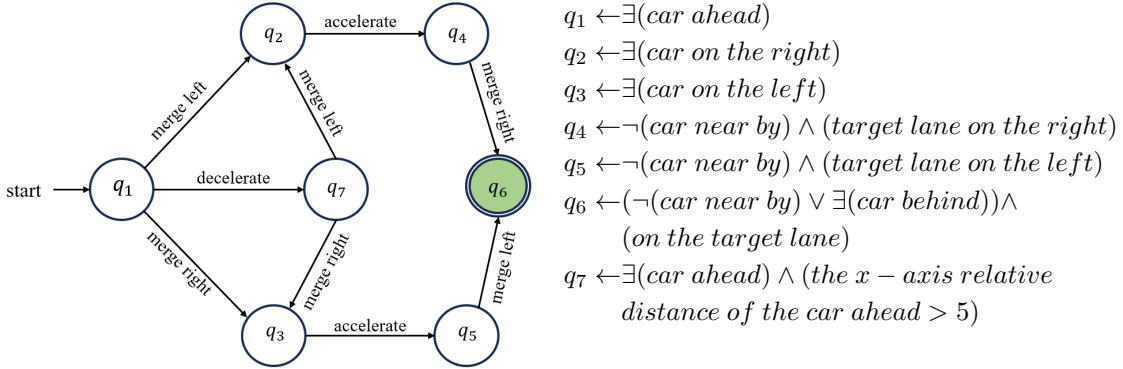 start
q₁
q₂
q₃
q₄
q₅
q₆
q₇
merge left
decelerate
merge right
merge left
merge right
accelerate
accelerate
merge right
merge left
q₁ ←∃(car ahead)
q₂ ←∃(car on the right)
q₃ ←∃(car on the left)
q₄ ←¬(car near by) ∧ (target lane on the right)
q₅ ←¬(car near by) ∧ (target lane on the left)
q₆ ←(¬(car near by) ∨ ∃(car behind))∧
(on the target lane)
q₇ ←∃(car ahead) ∧ (the x − axis relative
distance of the car ahead > 5)